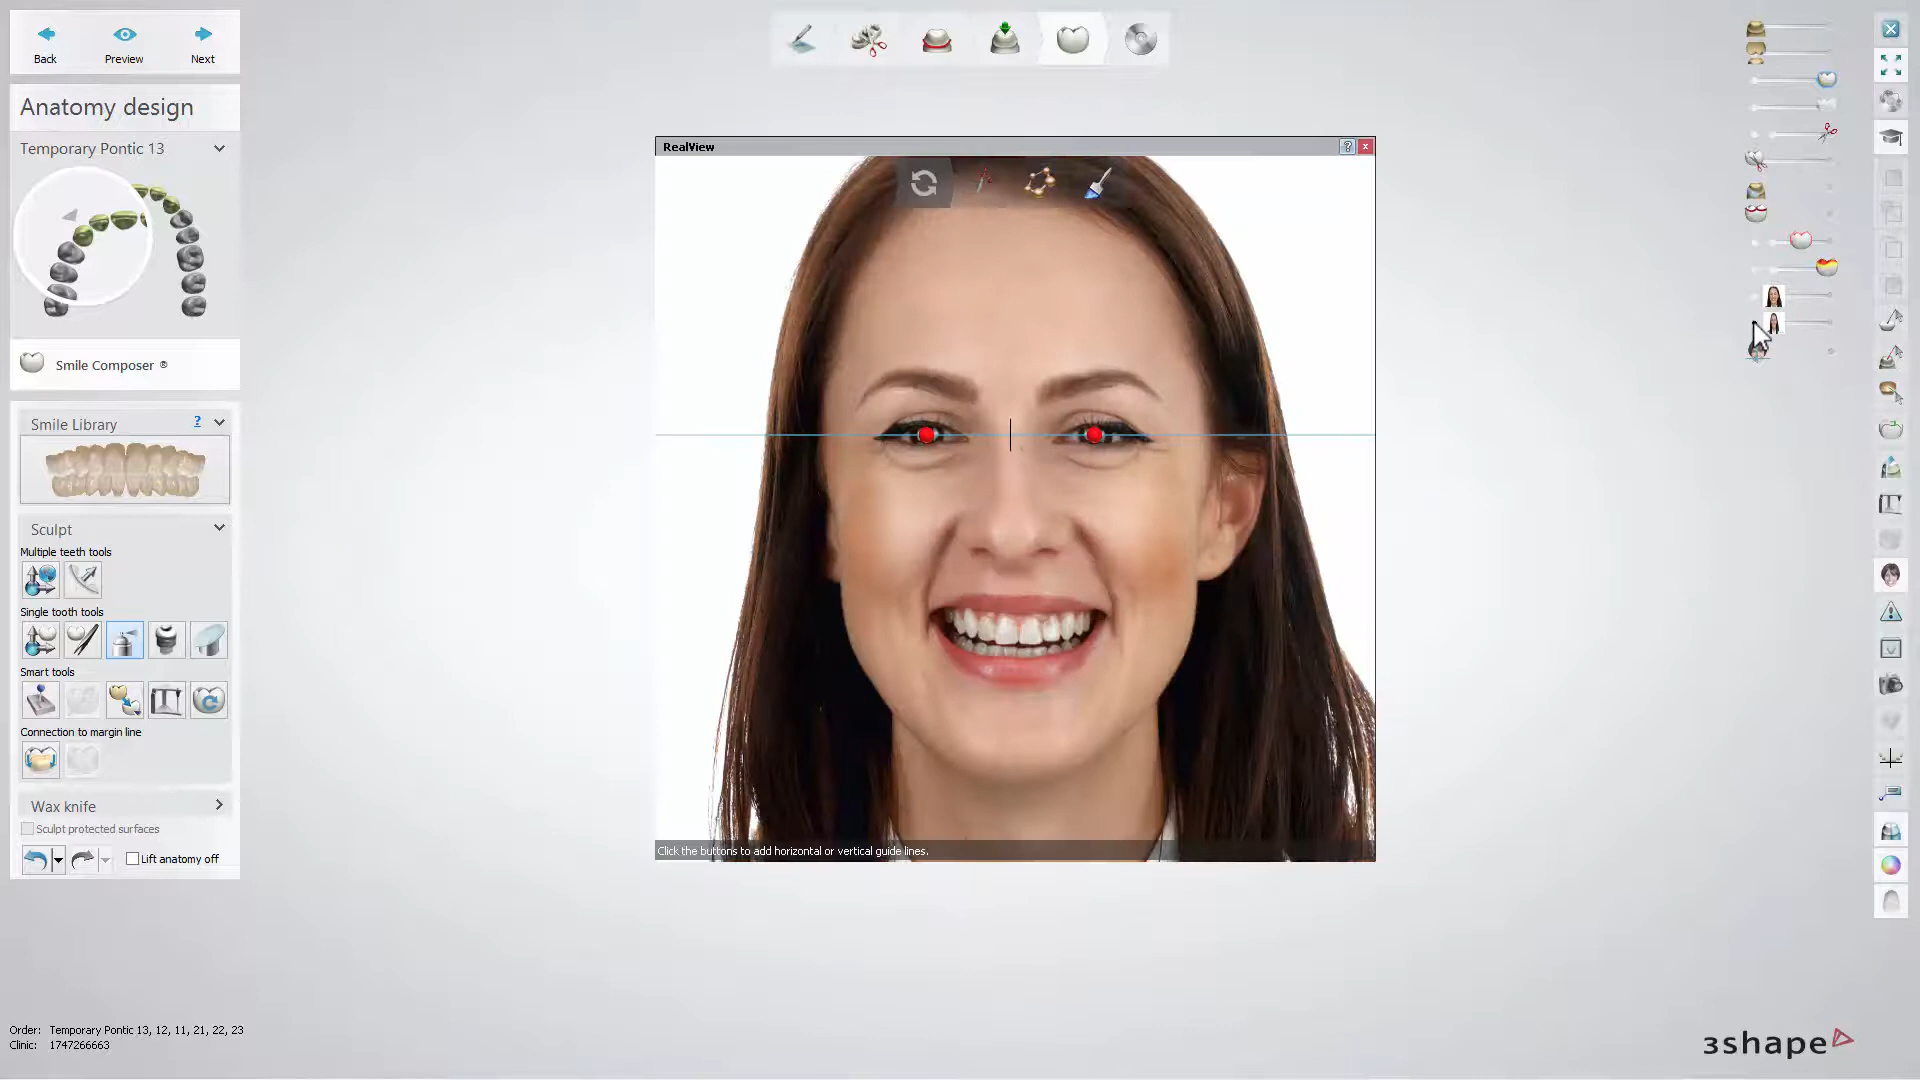 Back
Preview
Next
Anatomy design
Temporary Pontic 13
Smile Composer ®
Smile Library
?
Sculpt
Multiple teeth tools
Single tooth tools
Smart tools
Connection to margin line
Wax knife
Sculpt protected surfaces
Lift anatomy off
RealView
?
Click the buttons to add horizontal or vertical guide lines.
Order: Temporary Pontic 13, 12, 11, 21, 22, 23
Clinic: 1747266663
3shape